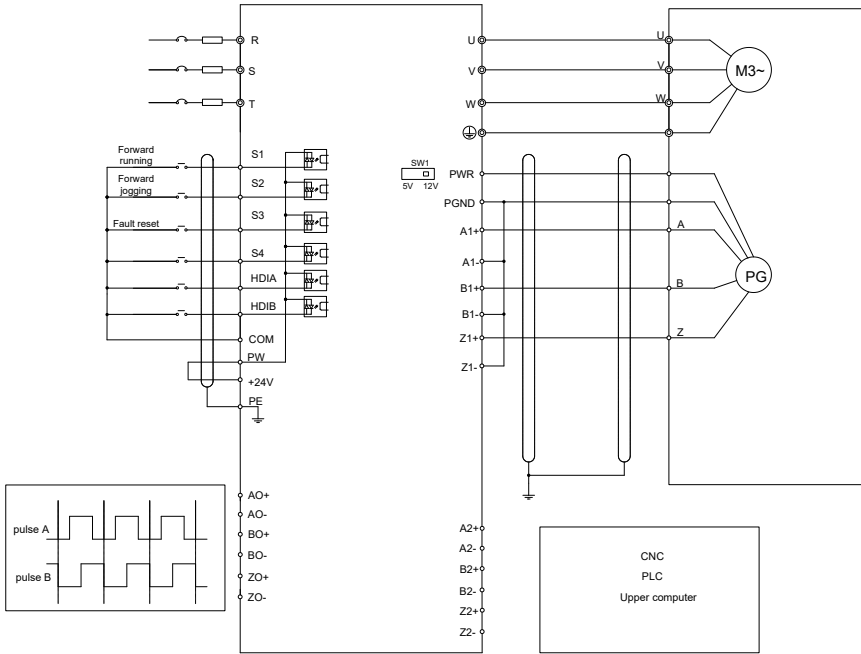 R
S
T
Forward
running
S1
Forward
jogging
S2
Fault reset
S3
S4
HDIA
HDIB
COM
PW
+24V
PE
U
V
W
SW1
5V 12V
PWR
PGND
A1+
A1-
B1+
B1-
Z1+
Z1-
U
V
W
M3~
A
B
Z
PG
pulse A
pulse B
AO+
AO-
BO+
BO-
ZO+
ZO-
A2+
A2-
B2+
B2-
Z2+
Z2-
CNC
PLC
Upper computer